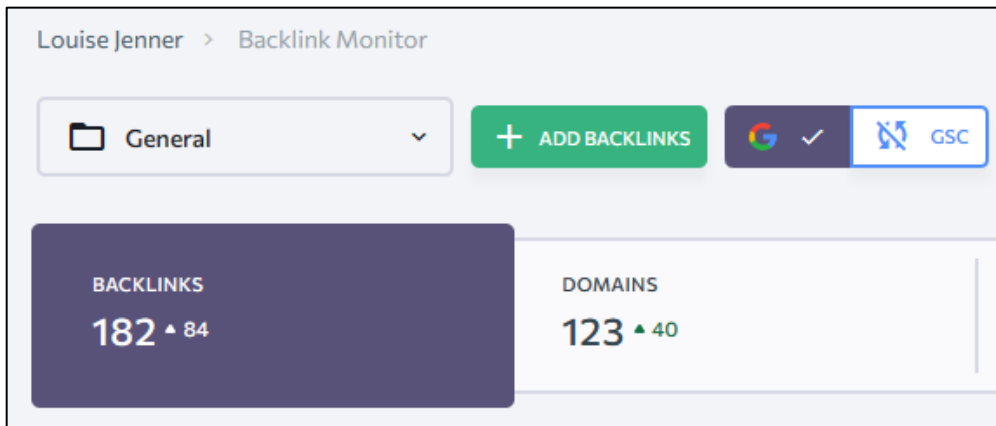 Louise Jenner > Backlink Monitor
General
+ ADD BACKLINKS
GSC
BACKLINKS
182 ▲ 84
DOMAINS
123 ▲ 40